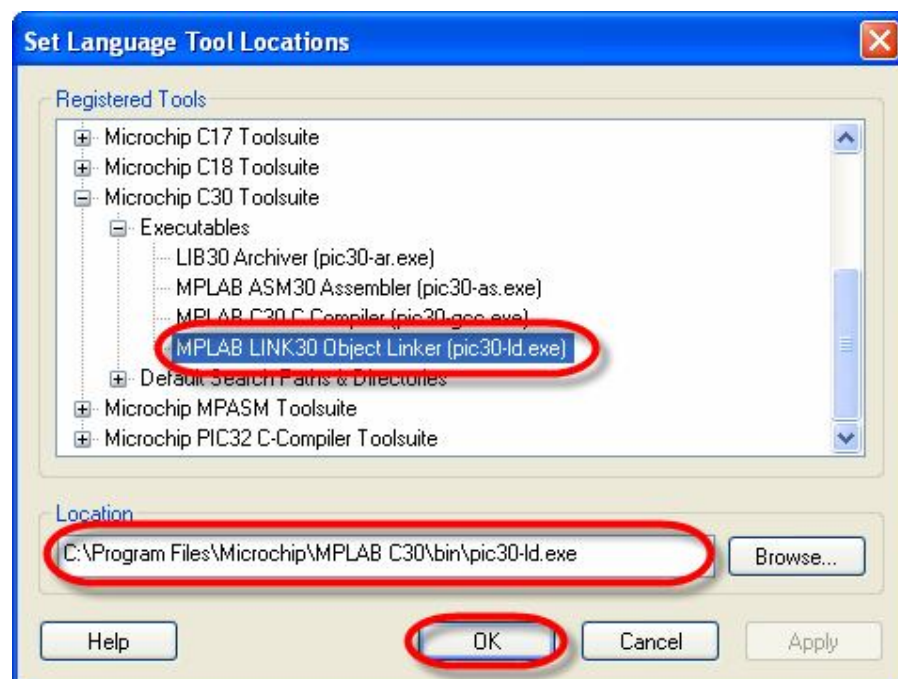 Set Language Tool Locations
Registered Tools
Microchip C17 Toolsuite
Microchip C18 Toolsuite
Microchip C30 Toolsuite
Executables
LIB30 Archiver (pic30-ar.exe)
MPLAB ASM30 Assembler (pic30-as.exe)
MPLAB C30 C Compiler (pic30-gcc.exe)
MPLAB LINK30 Object Linker (pic30-ld.exe)
Default Search Paths & Directories
Microchip MPASM Toolsuite
Microchip PIC32 C-Compiler Toolsuite
Location
C:\Program Files\Microchip\MPLAB C30\bin\pic30-ld.exe
Browse...
Help OK Cancel Apply